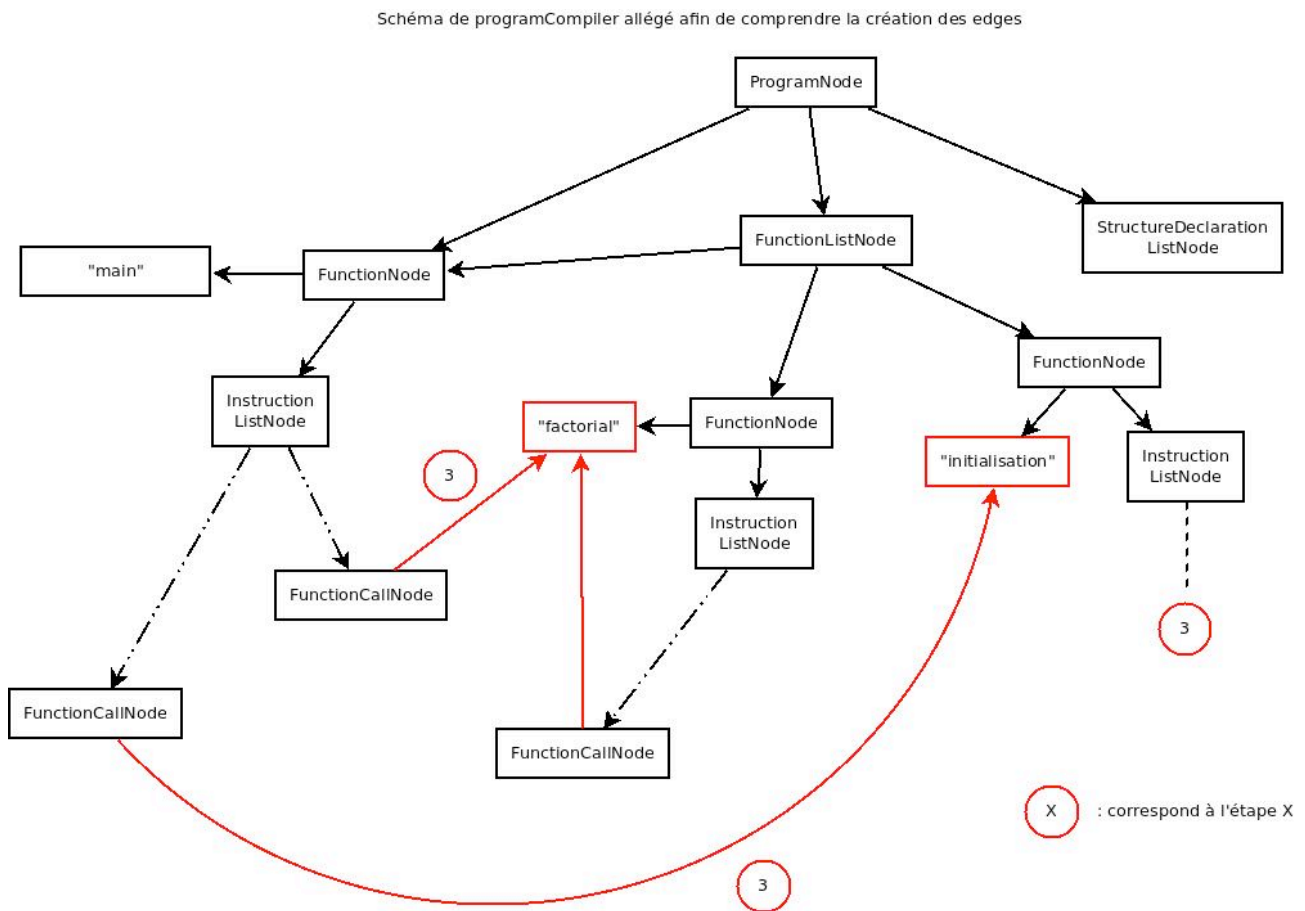 Schéma de programCompiler allégé afin de comprendre la création des edges
ProgramNode
StructureDeclaration
ListNode
FunctionListNode
"main"
FunctionNode
FunctionNode
Instruction
ListNode
"factorial"
FunctionNode
"initialisation"
Instruction
ListNode
3
Instruction
ListNode
FunctionCallNode
3
FunctionCallNode
FunctionCallNode
X
: correspond à l'étape X
3